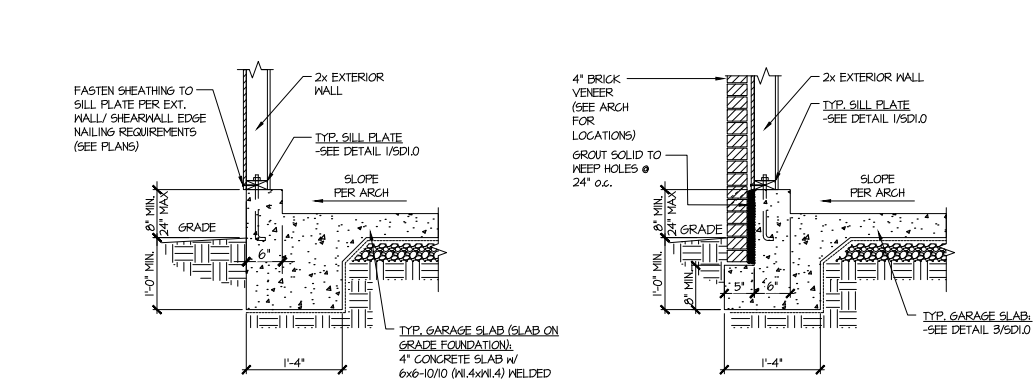 FASTEN SHEATHING TO
SILL PLATE PER EXT.
WALL/ SHEARWALL EDGE
NAILING REQUIREMENTS
(SEE PLANS)
2x EXTERIOR
WALL
TYP. SILL PLATE
-SEE DETAIL 1/SD1.0
SLOPE
PER ARCH
8" MIN.
24" MAX
GRADE
6"
1'-0" MIN.
1'-4"
TYP. GARAGE SLAB (SLAB ON
GRADE FOUNDATION):
4" CONCRETE SLAB W/
6x6-10/10 (W1.4xW1.4) WELDED
4" BRICK
VENEER
(SEE ARCH
FOR
LOCATIONS)
GROUT SOLID TO
WEEP HOLES @
24" o.c.
2x EXTERIOR WALL
TYP. SILL PLATE
-SEE DETAIL 1/SD1.0
SLOPE
PER ARCH
8" MIN.
24" MAX
GRADE
5"
6"
1'-0" MIN.
8" MIN.
1'-4"
TYP. GARAGE SLAB:
-SEE DETAIL 3/SD1.0